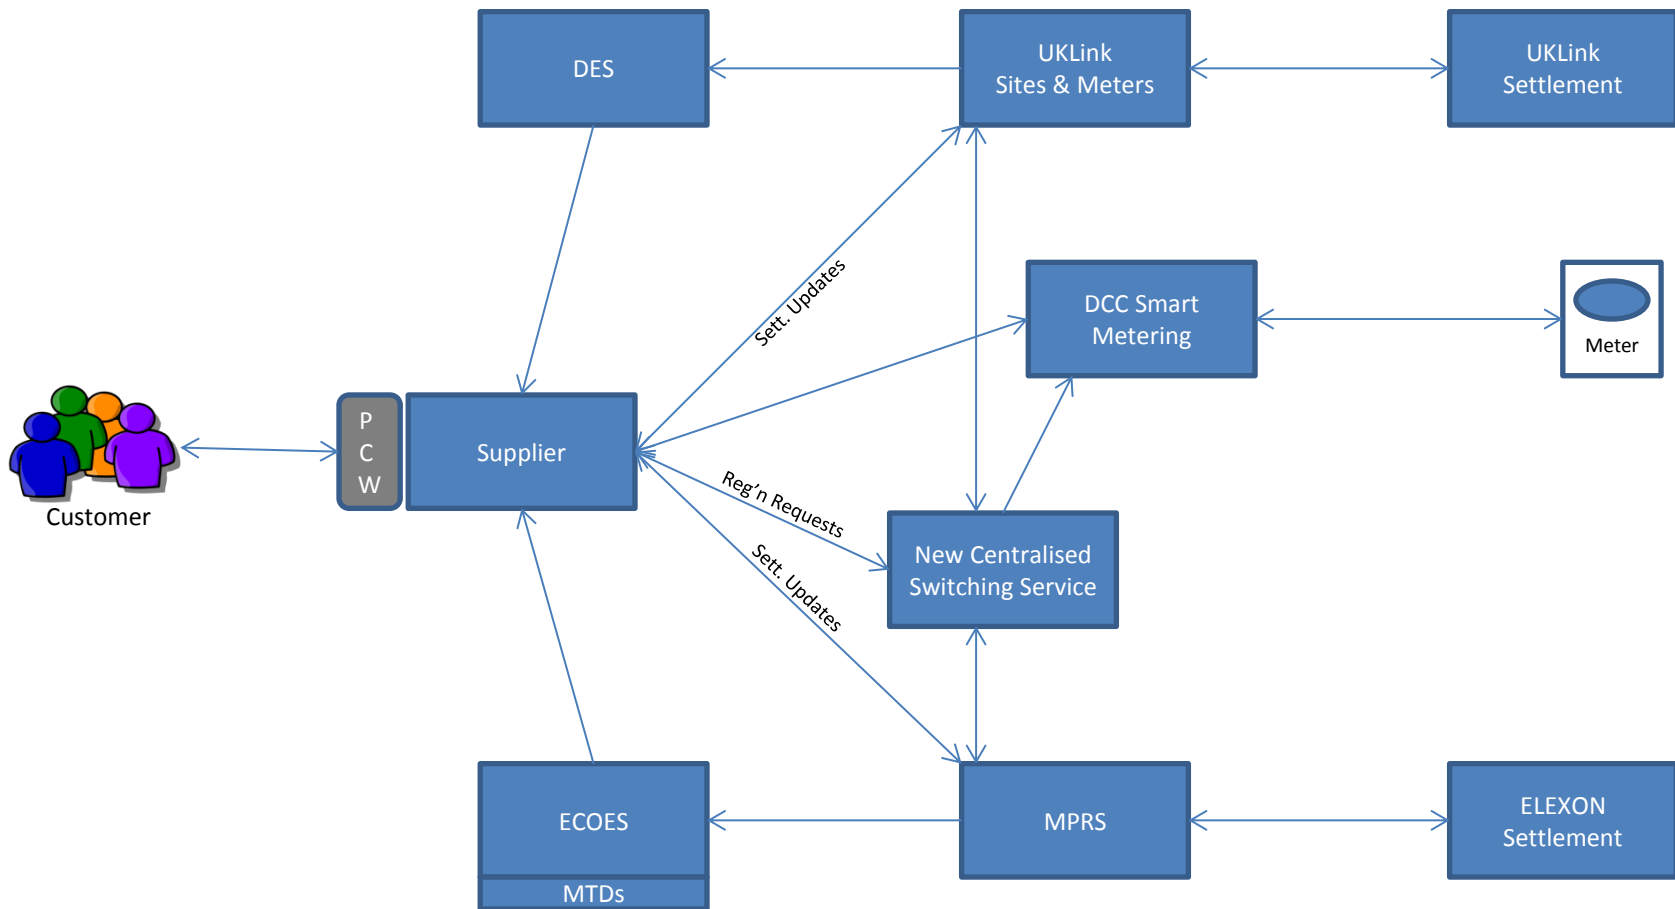 DES
UKLink
Sites & Meters
UKLink
Settlement
Sett. Updates
DCC Smart
Metering
Meter
P
C
W
Supplier
Customer
Reg'n Requests
New Centralised
Switching Service
Sett. Updates
ECOES
MTDs
MPRS
ELEXON
Settlement